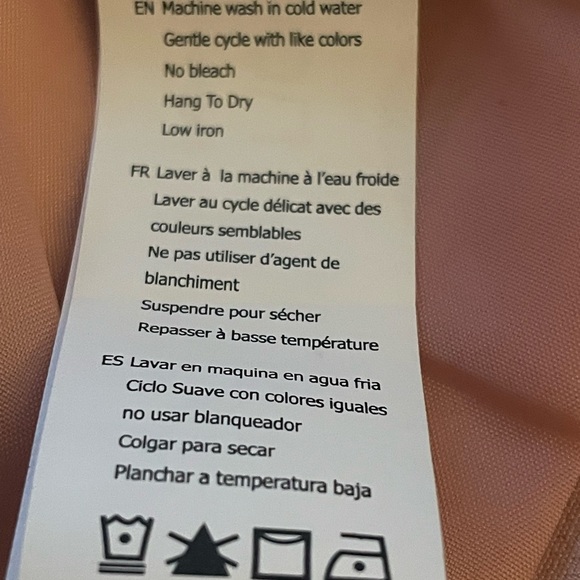 EN Machine wash in cold water
Gentle cycle with like colors
No bleach
Hang To Dry
Low iron
FR Laver à la machine à l'eau froide
Laver au cycle délicat avec des
couleurs semblables
Ne pas utiliser d'agent de
blanchiment
Suspendre pour sécher
Repasser à basse température
ES Lavar en maquina en agua fria
Ciclo Suave con colores iguales
no usar blanqueador
Colgar para secar
Planchar a temperatura baja